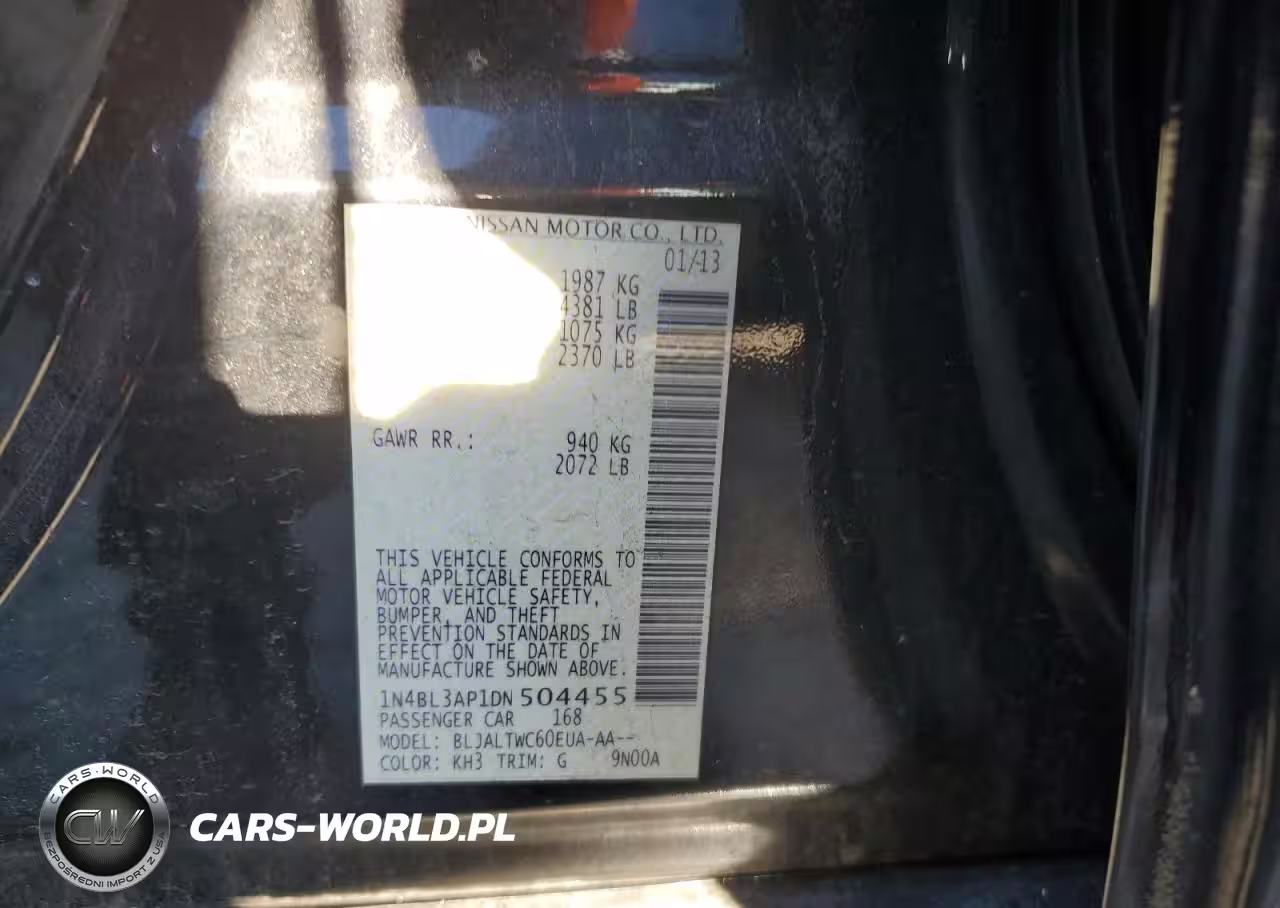 NISSAN MOTOR CO., LTD.
01/13
1987 KG
4381 LB
1075 KG
2370 LB
GAWR RR.: 940 KG
2072 LB
THIS VEHICLE CONFORMS TO
ALL APPLICABLE FEDERAL
MOTOR VEHICLE SAFETY,
BUMPER, AND THEFT
PREVENTION STANDARDS IN
EFFECT ON THE DATE OF
MANUFACTURE SHOWN ABOVE.
1N4BL3AP1DN504455
PASSENGER CAR 168
MODEL: BLJALTWC60EUA-AA--
COLOR: KH3 TRIM: G 9N00A
CARS-WORLD
CW
BEZPOŚREDNI IMPORT Z USA
CARS-WORLD.PL